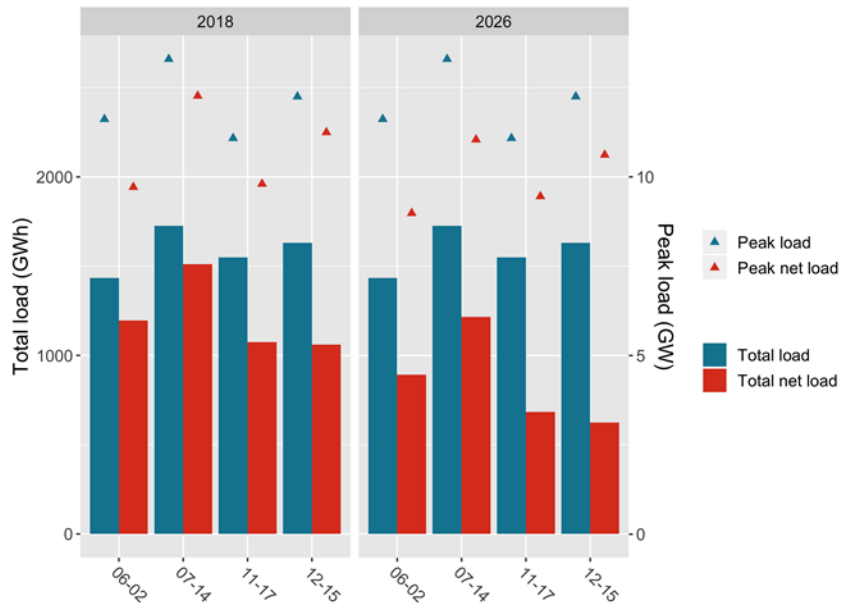 2018 2026
Total load (GWh)
2000
1000
0
10
5
0
Peak load (GW)
06-02 07-14 11-17 12-15 06-02 07-14 11-17 12-15
Peak load
Peak net load
Total load
Total net load